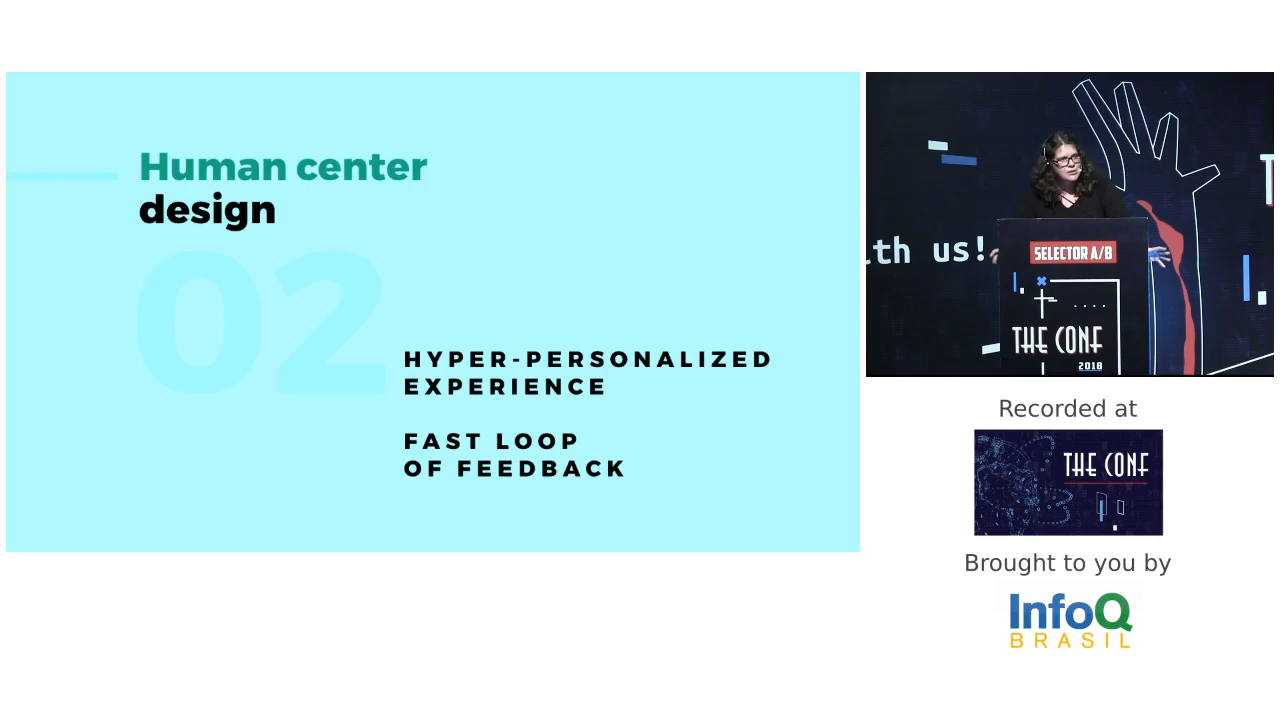 Human center
design
02
HYPER-PERSONALIZED
EXPERIENCE
FAST LOOP
OF FEEDBACK
th us!
SELECTOR A/B
THE CONF
2018
Recorded at
THE CONF
Brought to you by
InfoQ
BRASIL